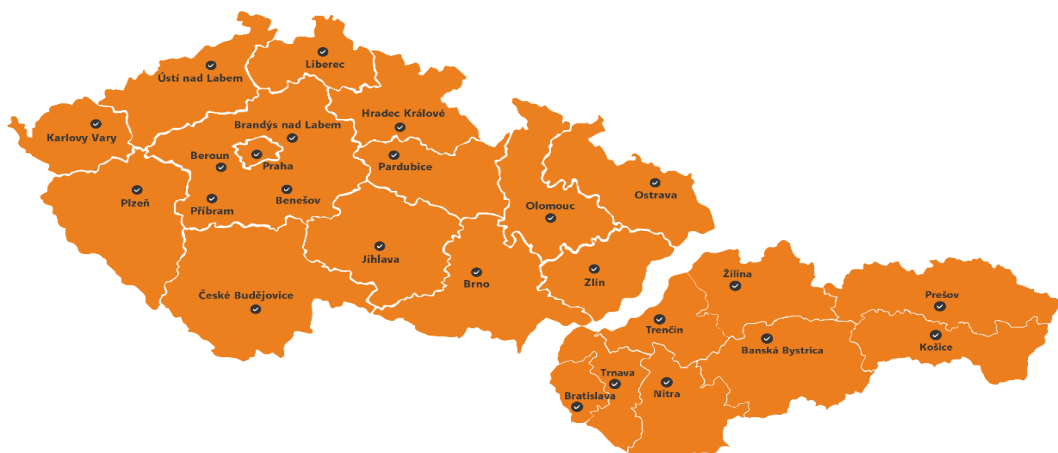 Liberec
Ústí nad Labem
Hradec Králové
Karlovy Vary
Brandýs nad Labem
Beroun
Praha
Pardubice
Plzeň
Příbram
Benešov
Olomouc
Ostrava
Jihlava
Brno
Zlín
České Budějovice
Žilina
Prešov
Trenčín
Banská Bystrica
Košice
Trnava
Bratislava
Nitra